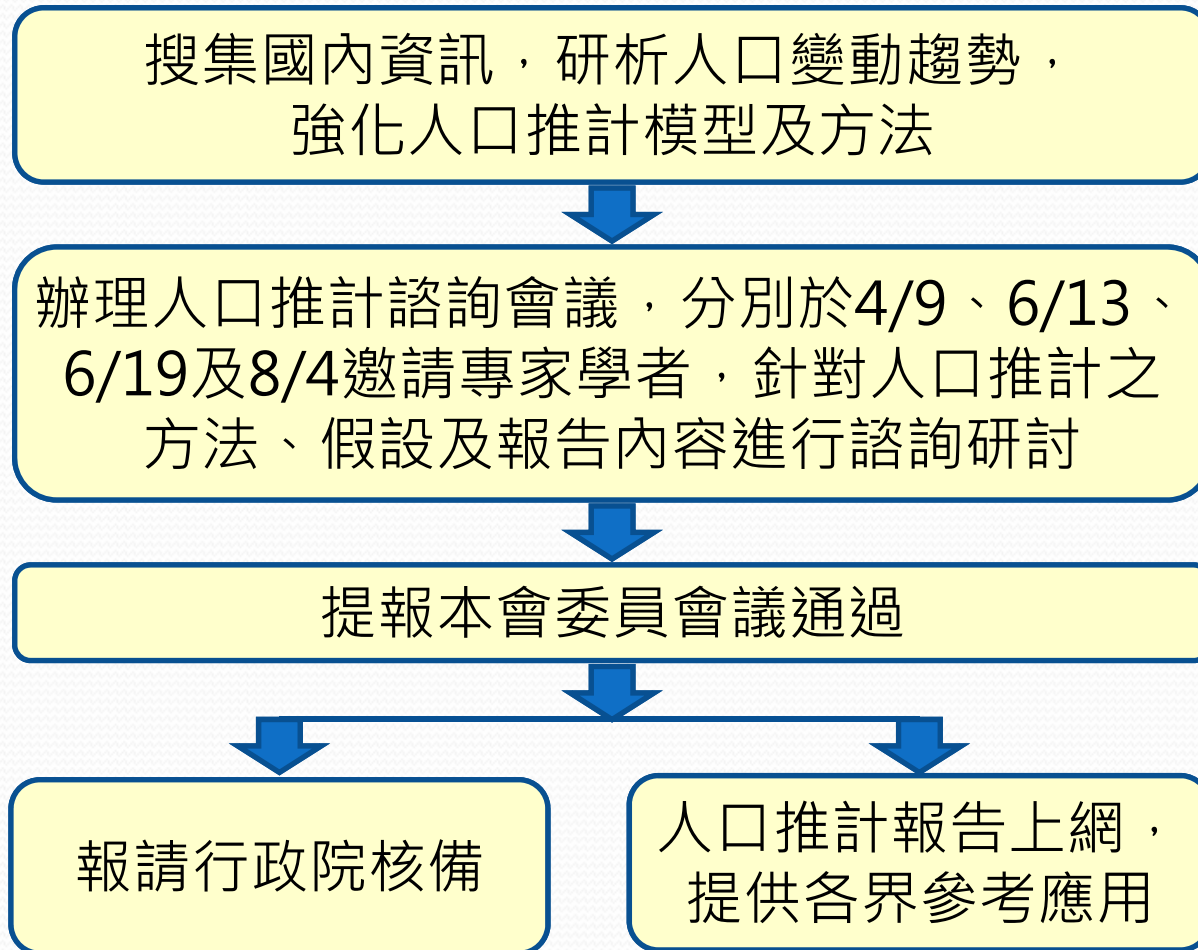 搜集國內資訊，研析人口變動趨勢，
強化人口推計模型及方法
辦理人口推計諮詢會議，分別於4/9、6/13、
6/19及8/4邀請專家學者，針對人口推計之
方法、假設及報告內容進行諮詢研討
提報本會委員會議通過
報請行政院核備
人口推計報告上網，
提供各界參考應用